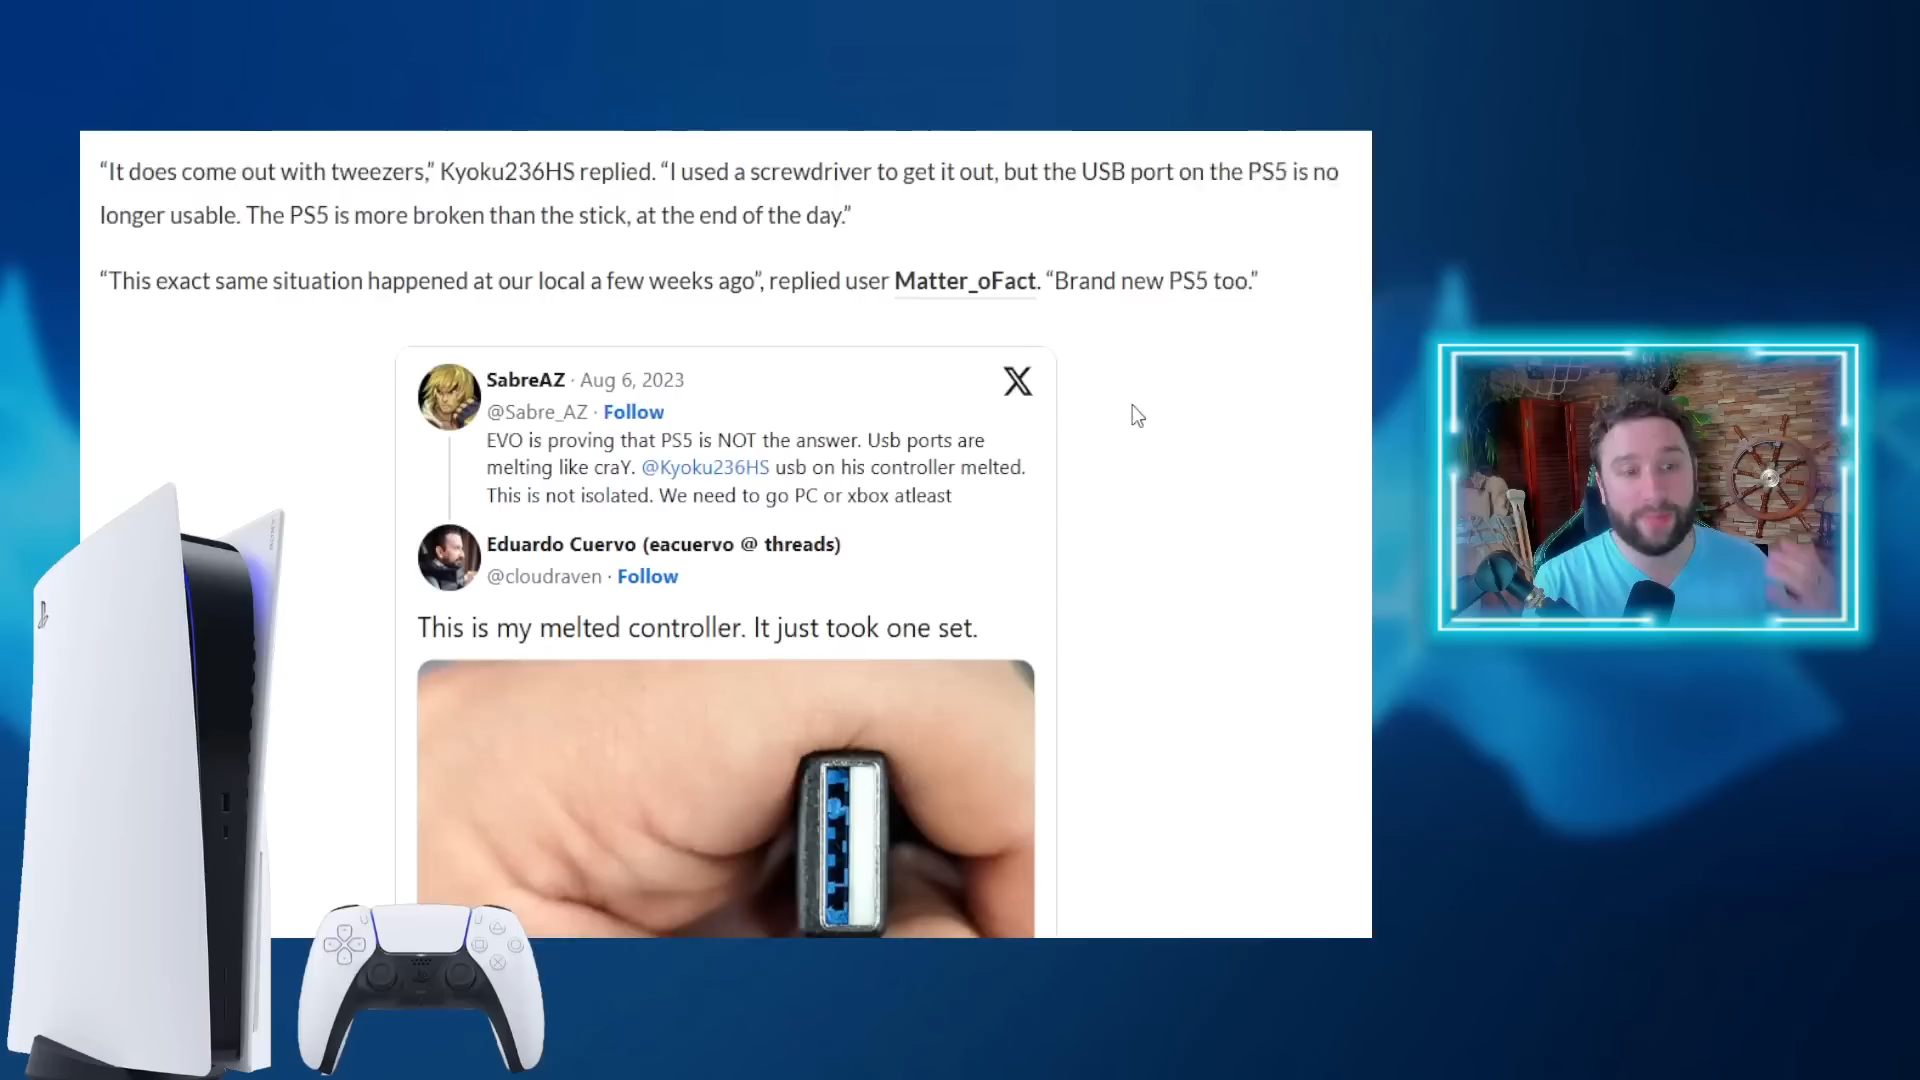 “It does come out with tweezers,” Kyoku236HS replied. “I used a screwdriver to get it out, but the USB port on the PS5 is no
longer usable. The PS5 is more broken than the stick, at the end of the day.”
“This exact same situation happened at our local a few weeks ago”, replied user Matter_oFact. “Brand new PS5 too.”
SabreAZ · Aug 6, 2023
@Sabre_AZ · Follow
EVO is proving that PS5 is NOT the answer. Usb ports are
melting like craY. @Kyoku236HS usb on his controller melted.
This is not isolated. We need to go PC or xbox atleast
Eduardo Cuervo (eacuervo @ threads)
@cloudraven · Follow
This is my melted controller. It just took one set.